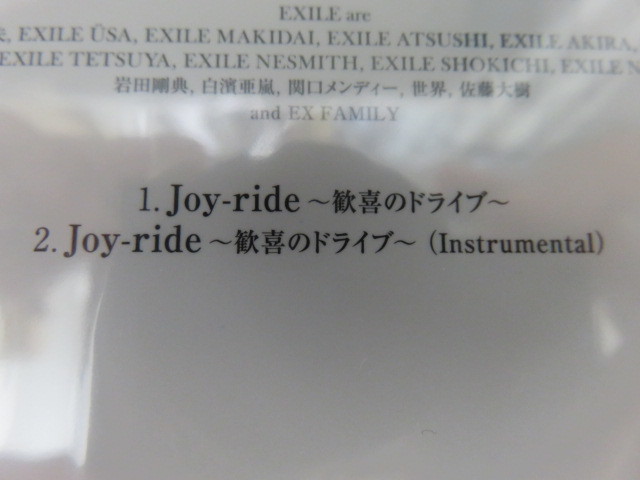 EXILE are
EXILE ÜSA, EXILE MAKIDAI, EXILE ATSUSHI, EXILE AKIRA,
EXILE TETSUYA, EXILE NESMITH, EXILE SHOKICHI, EXILE N
岩田剛典, 白濱亜嵐, 関口メンディー, 世界, 佐藤大樹
and EX FAMILY
1. Joy-ride ～歓喜のドライブ～
2. Joy-ride ～歓喜のドライブ～ (Instrumental)